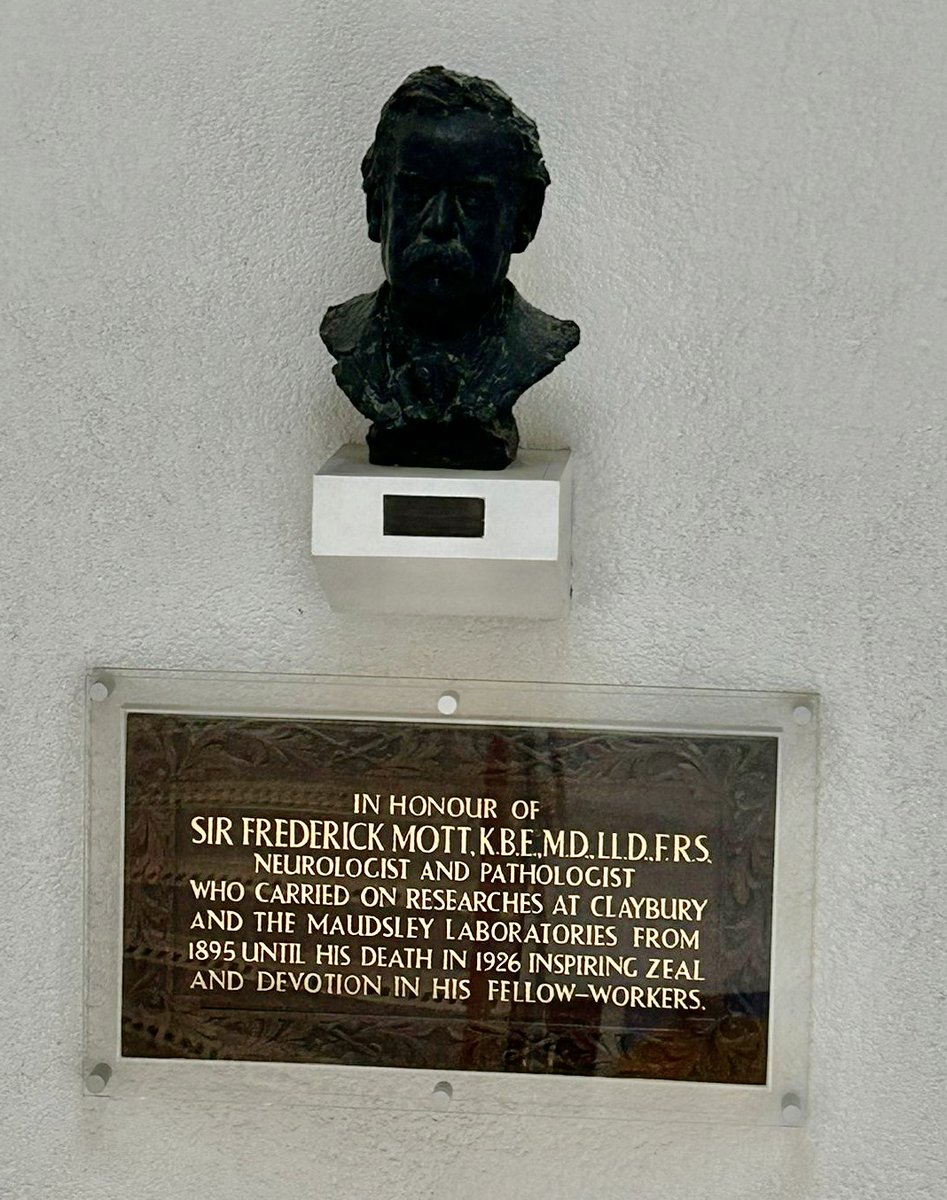 IN HONOUR OF
SIR FREDERICK MOTT, K.B.E., M.D., LL.D., F.R.S.
NEUROLOGIST AND PATHOLOGIST
WHO CARRIED ON RESEARCHES AT CLAYBURY
AND THE MAUDSLEY LABORATORIES FROM
1895 UNTIL HIS DEATH IN 1926 INSPIRING ZEAL
AND DEVOTION IN HIS FELLOW-WORKERS.